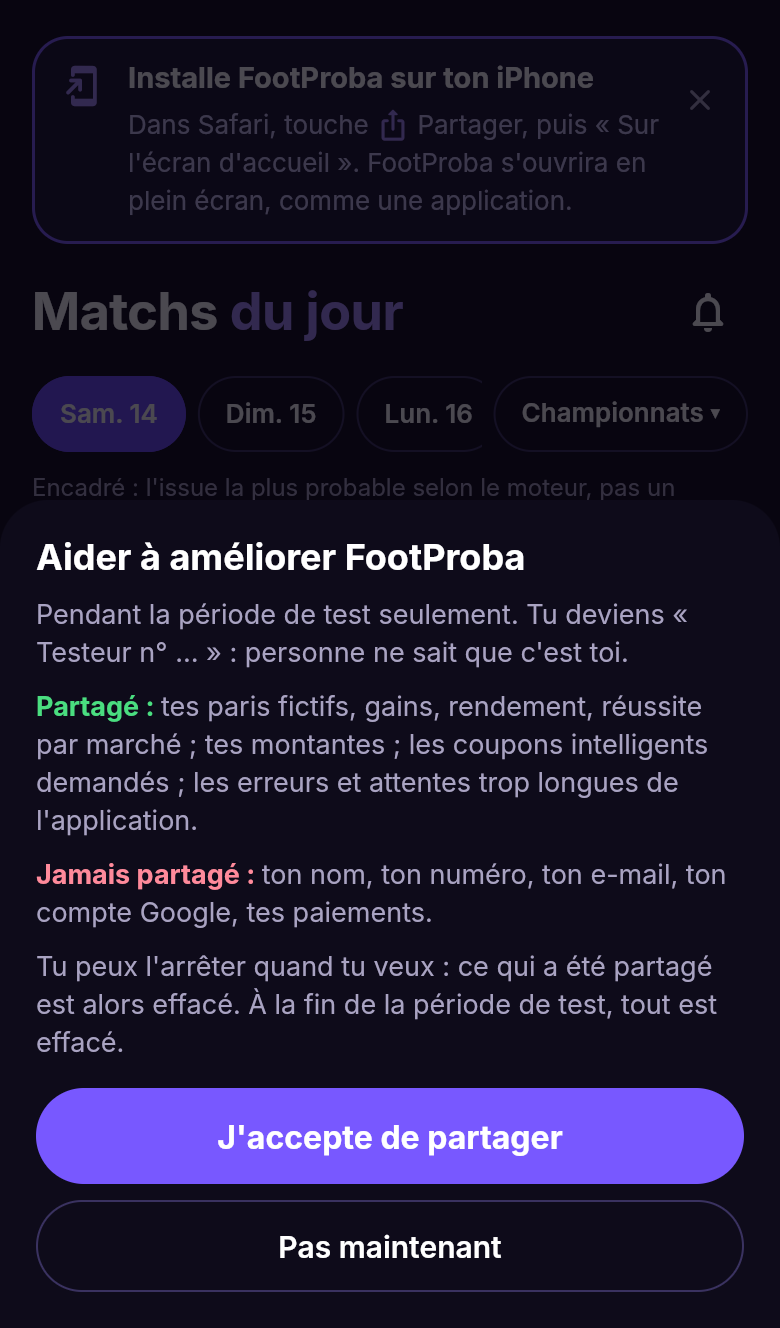 Installe FootProba sur ton iPhone
Dans Safari, touche Partager, puis « Sur
l'écran d'accueil ». FootProba s'ouvrira en
plein écran, comme une application.
Matchs du jour
Sam. 14 Dim. 15 Lun. 16 Championnats ▾
Encadré : l'issue la plus probable selon le moteur, pas un
Aider à améliorer FootProba
Pendant la période de test seulement. Tu deviens «
Testeur n° … » : personne ne sait que c'est toi.
Partagé : tes paris fictifs, gains, rendement, réussite
par marché ; tes montantes ; les coupons intelligents
demandés ; les erreurs et attentes trop longues de
l'application.
Jamais partagé : ton nom, ton numéro, ton e-mail, ton
compte Google, tes paiements.
Tu peux l'arrêter quand tu veux : ce qui a été partagé
est alors effacé. À la fin de la période de test, tout est
effacé.
J'accepte de partager
Pas maintenant